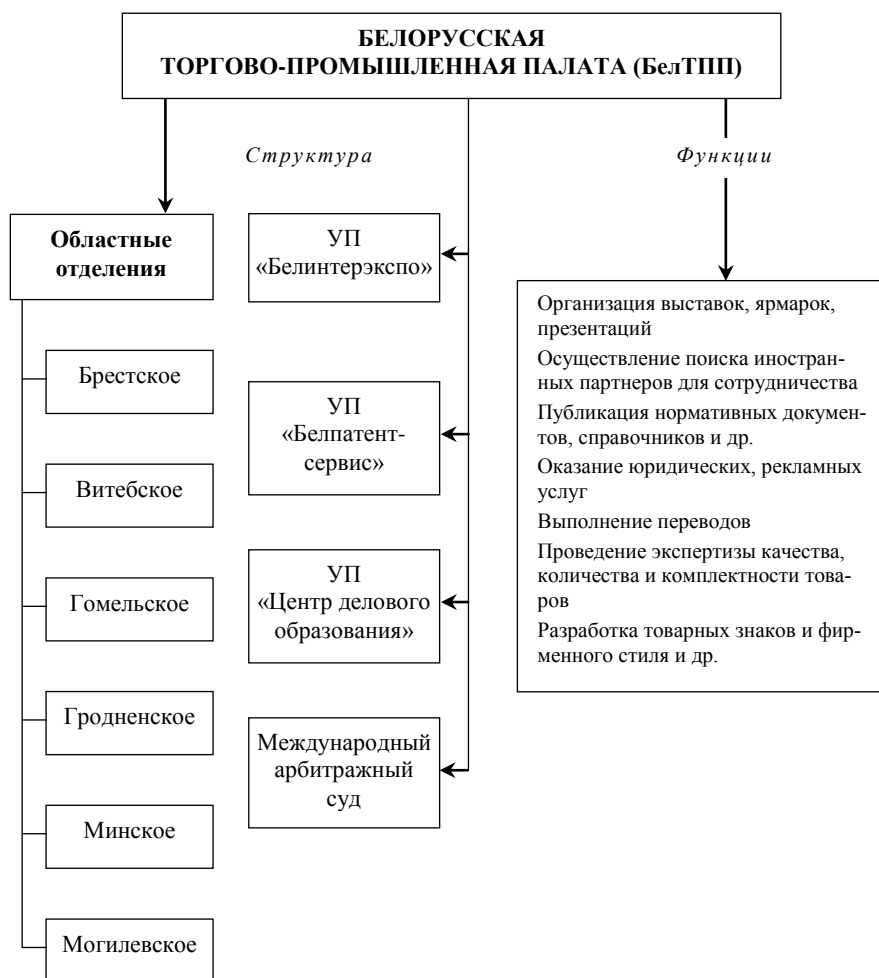 БЕЛОРУССКАЯ
ТОРГОВО-ПРОМЫШЛЕННАЯ ПАЛАТА (БелТПП)
Структура
Функции
Областные
отделения
Брестское
Витебское
Гомельское
Гродненское
Минское
Могилевское
УП
«Белинтерэкспо»
УП
«Белпатент-
сервис»
УП
«Центр делового
образования»
Международный
арбитражный
суд
Организация выставок, ярмарок,
презентаций
Осуществление поиска иностран-
ных партнеров для сотрудничества
Публикация нормативных докумен-
тов, справочников и др.
Оказание юридических, рекламных
услуг
Выполнение переводов
Проведение экспертизы качества,
количества и комплектности това-
ров
Разработка товарных знаков и фир-
менного стиля и др.